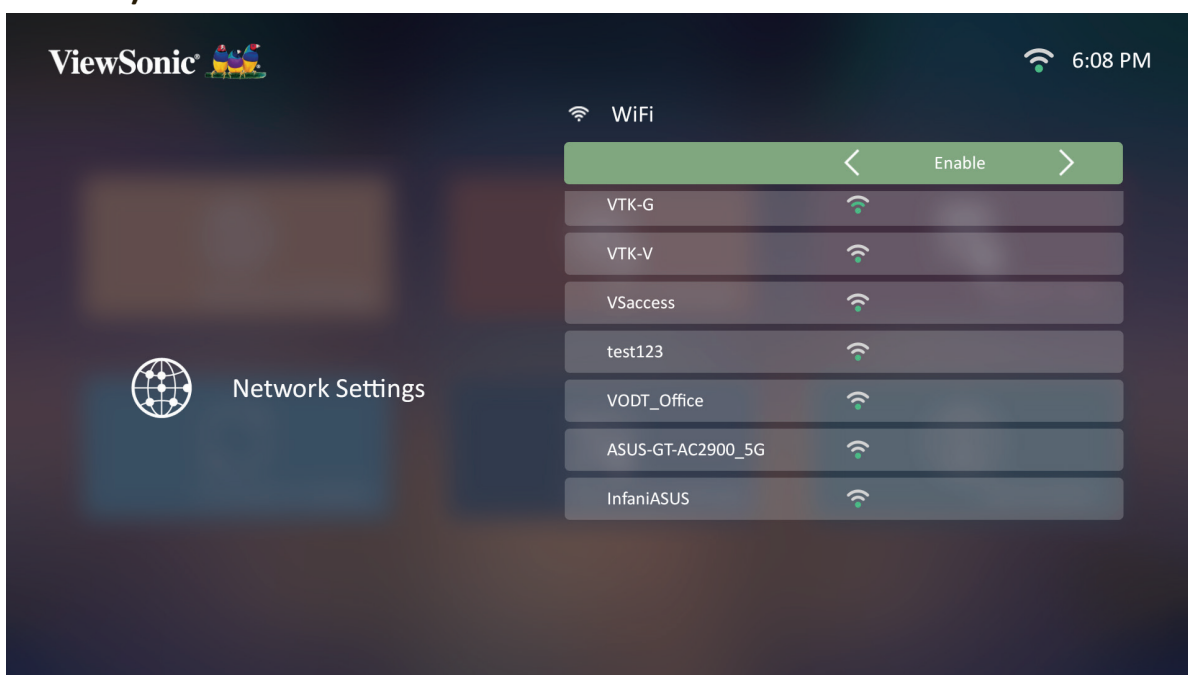 ViewSonic®
6:08 PM
WiFi
Enable
VTK-G
VTK-V
VSaccess
test123
Network Settings
VODT_Office
ASUS-GT-AC2900_5G
InfaniASUS